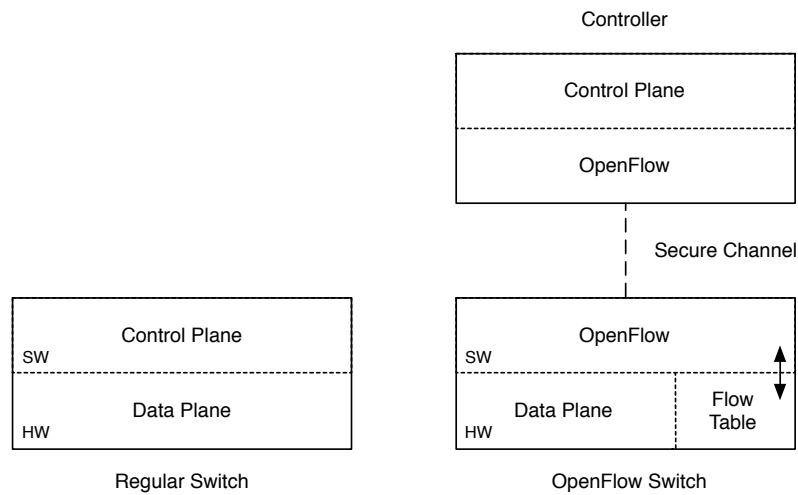 Controller
Control Plane
OpenFlow
Secure Channel
Control Plane
SW
Data Plane
HW
Regular Switch
OpenFlow
SW
Data Plane
HW
Flow
Table
OpenFlow Switch